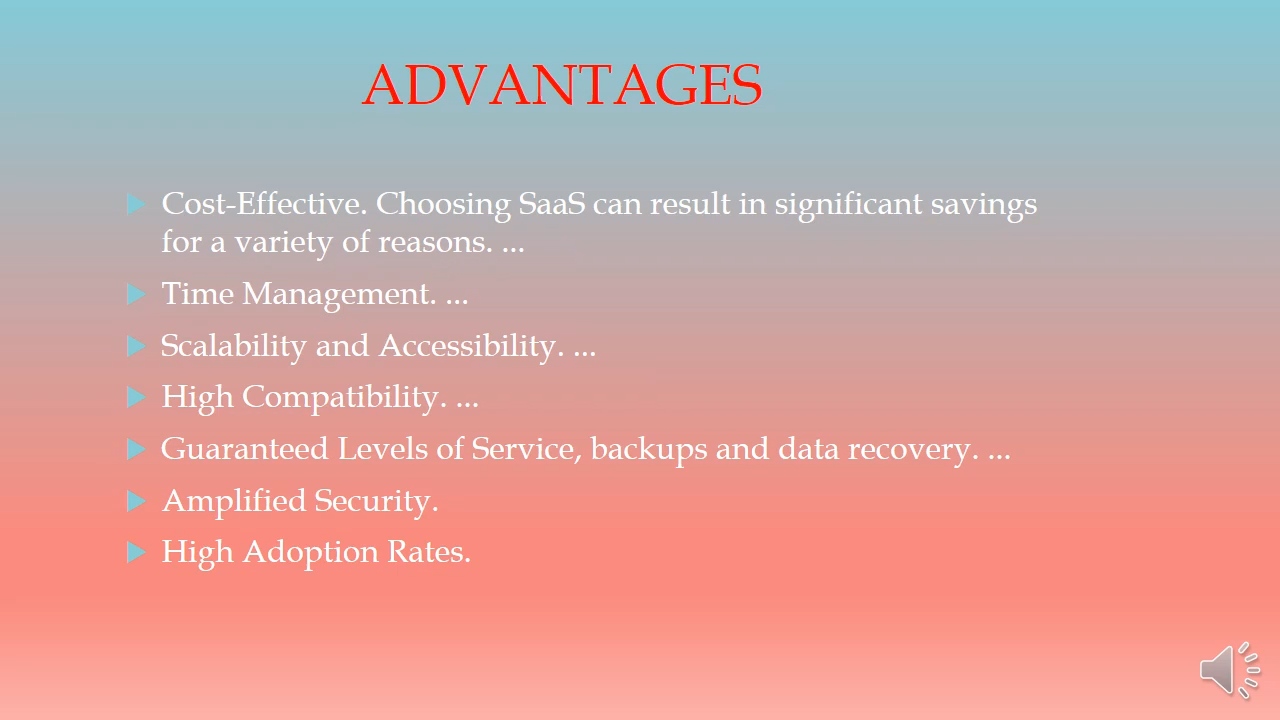 ADVANTAGES
Cost-Effective. Choosing SaaS can result in significant savings
for a variety of reasons. ...
Time Management. ...
Scalability and Accessibility. ...
High Compatibility. ...
Guaranteed Levels of Service, backups and data recovery. ...
Amplified Security.
High Adoption Rates.